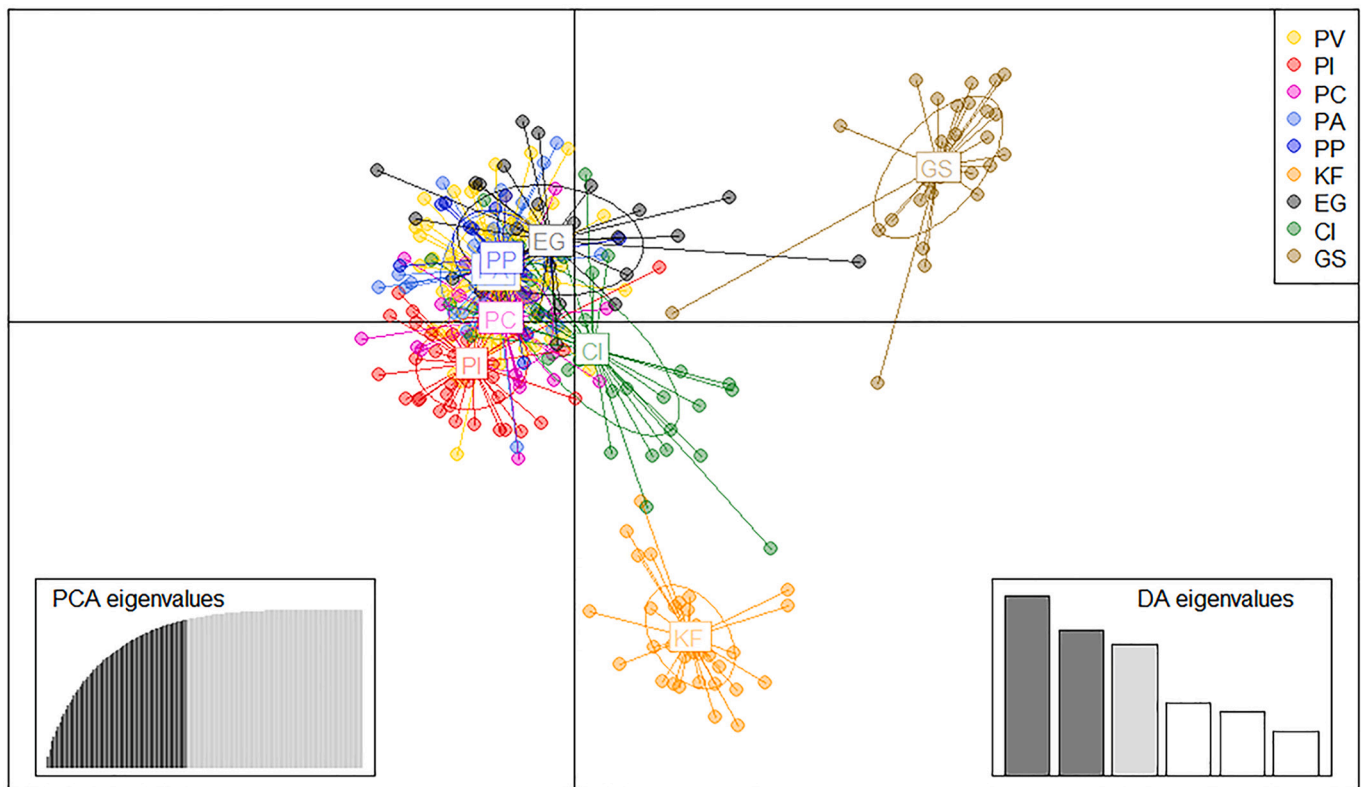 PV
PI
PC
PA
PP
KF
EG
CI
GS
GS
EG
PP
PC
CI
PI
KF
PCA eigenvalues
DA eigenvalues